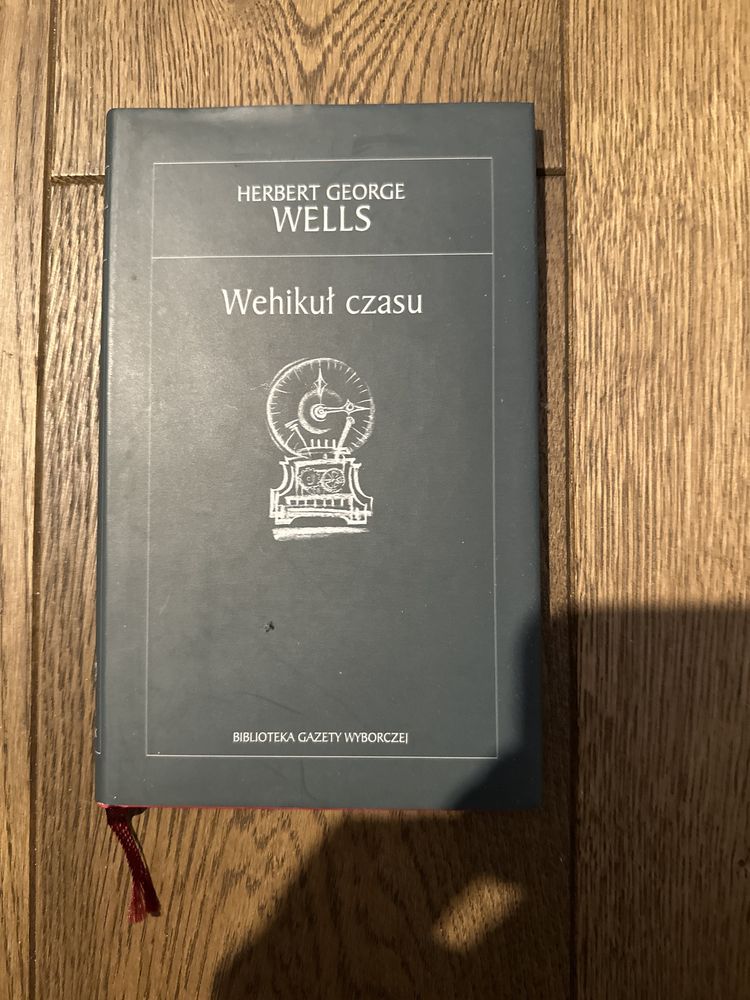 HERBERT GEORGE
WELLS
Wehikuł czasu
BIBLIOTEKA GAZETY WYBORCZEJ